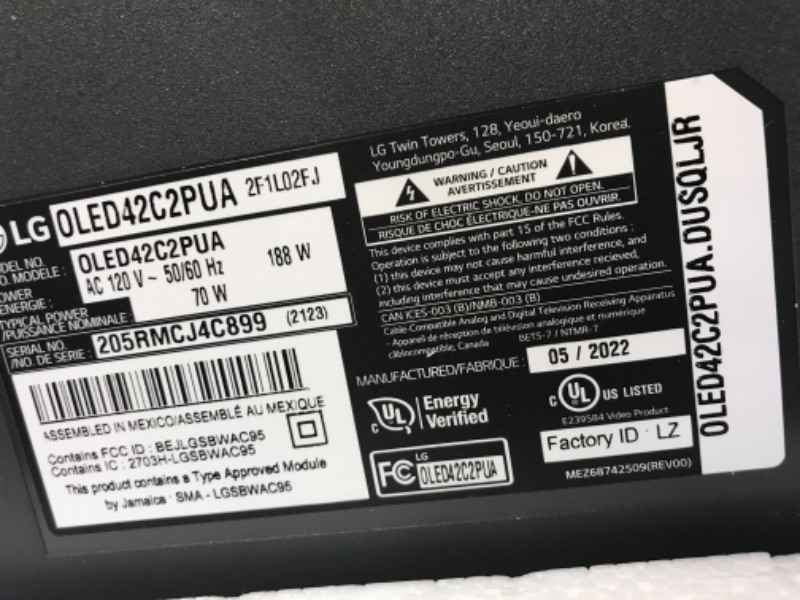 LG OLED42C2PUA 2F1L02FJ
MODEL NO.
NO. MODELE : OLED42C2PUA
POWER
ENERGIE : AC 120 V ~ 50/60 Hz 188 W
TYPICAL POWER
/PUISSANCE NOMINALE : 70 W
SERIAL NO.
/NO. DE SÉRIE : 205RMCJ4C899 (2123)
ASSEMBLED IN MEXICO/ASSEMBLÉ AU MEXIQUE
Contains FCC ID : BEJLGSBWAC95
Contains IC : 2703H-LGSBWAC95
This product contains a Type Approved Module
by Jamaica : SMA - LGSBWAC95
LG Twin Towers, 128, Yeoui-daero
Youngdungpo-Gu, Seoul, 150-721, Korea.
WARNING / CAUTION
AVERTISSEMENT
RISK OF ELECTRIC SHOCK, DO NOT OPEN.
RISQUE DE CHOC ÉLECTRIQUE-NE PAS OUVRIR.
This device complies with part 15 of the FCC Rules.
Operation is subject to the following two conditions :
(1) this device may not cause harmful interference, and
(2) this device must accept any interference recieved,
including interference that may cause undesired operation.
CAN ICES-003 (B)/NMB-003 (B)
Cable-Compatible Analog and Digital Television Receiving Apparatus
- Appareil de réception de télévision analogique et numérique
câblocompatible, Canada BETS-7 / NTMR-7
MANUFACTURED/FABRIQUÉ : 05 / 2022
C UL Energy
Verified
C UL US LISTED
E239584 Video Product
FC LG
OLED42C2PUA
Factory ID : LZ
MEZ68742509(REV00)
OLED42C2PUA.DUSQLJR